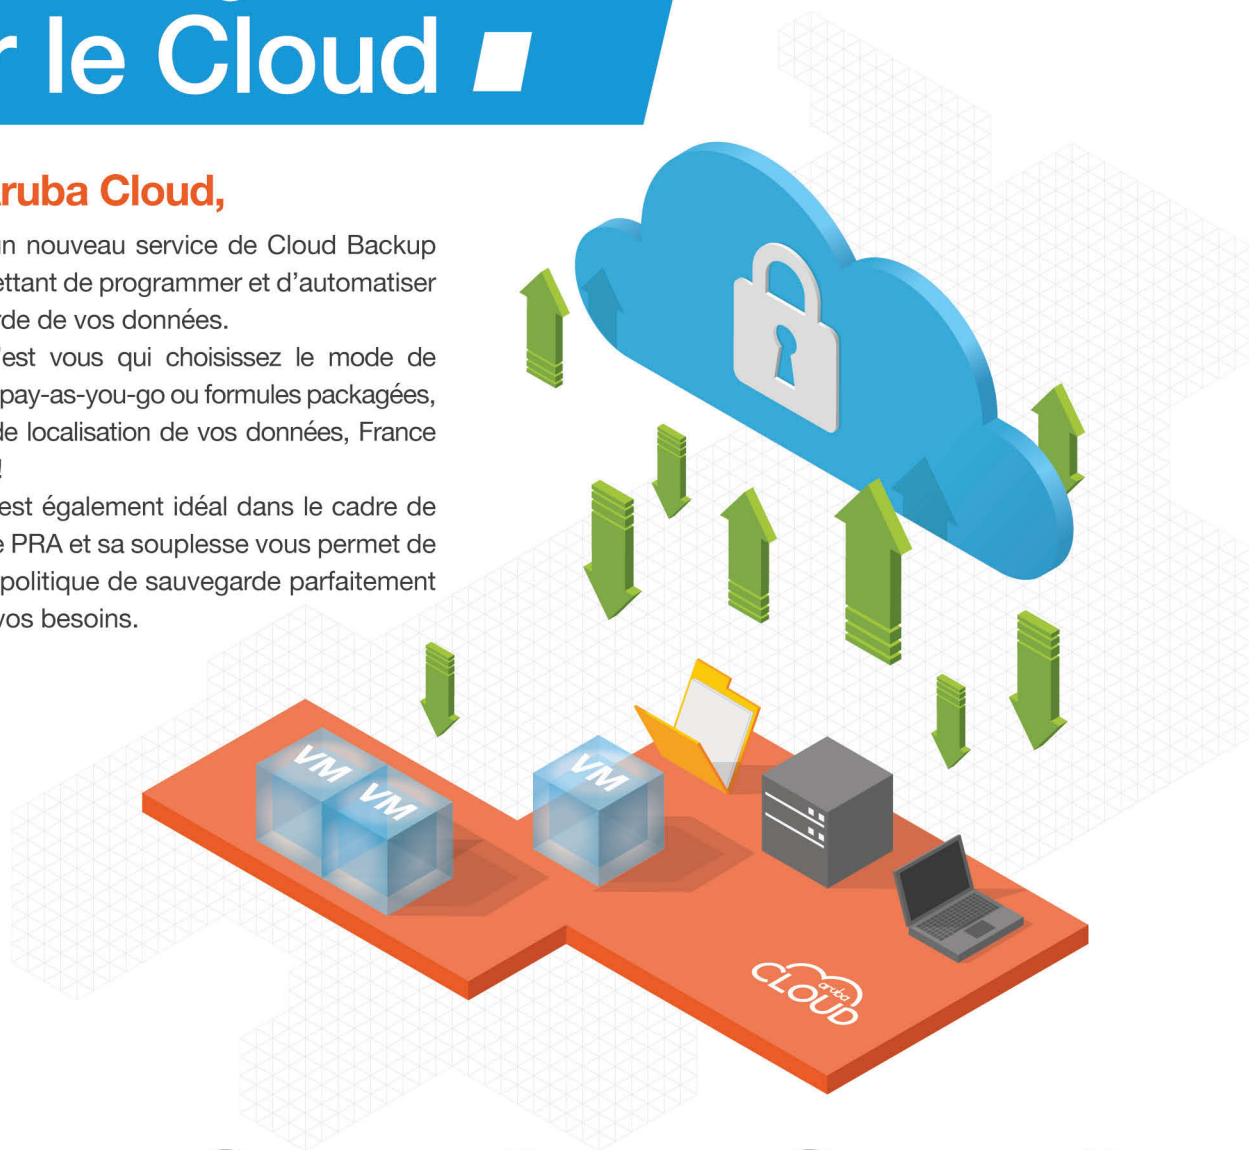 r le Cloud
ruba Cloud,
un nouveau service de Cloud Backup
ettant de programmer et d'automatiser
rde de vos données.
'est vous qui choisissez le mode de
pay-as-you-go ou formules packagées,
de localisation de vos données, France
!
est également idéal dans le cadre de
e PRA et sa souplesse vous permet de
politique de sauvegarde parfaitement
vos besoins.
VM
VM
VM
aruba
CLOUD